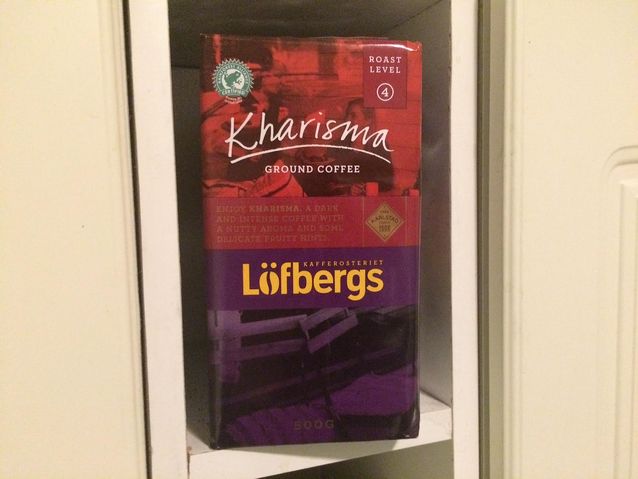 ROAST
LEVEL
4
CERTIFIED
Kharisma
GROUND COFFEE
ENJOY KHARISMA. A DARK
AND INTENSE COFFEE WITH
A NUTTY AROMA AND SOME
DELICATE FRUITY HINTS.
KARLSTAD
1906
KAFFEROSTERIET
Löfbergs
500G